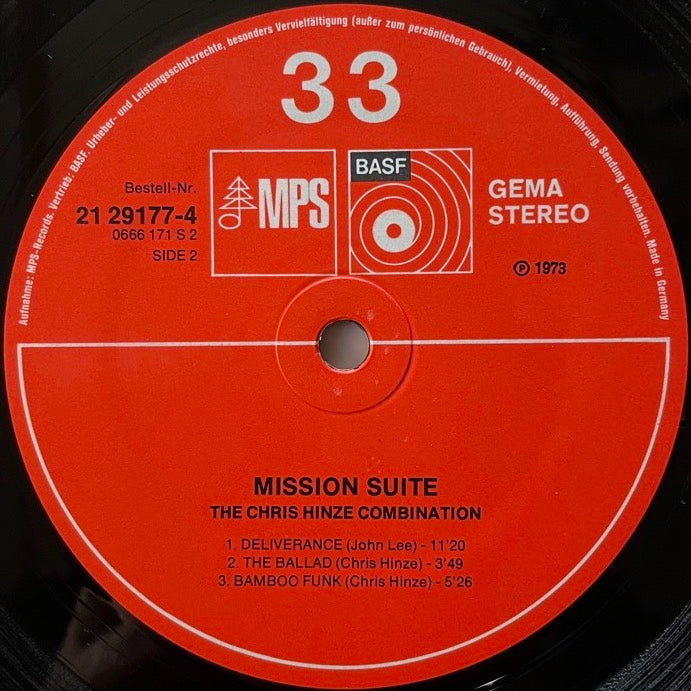 Aufnahme: MPS-Records. Vertrieb: BASF. Urheber- und Leistungsschutzrechte, besonders Vervielfältigung (außer zum persönlichen Gebrauch), Vermietung, Aufführung, Sendung vorbehalten. Made in Germany
33
Bestell-Nr.
21 29177-4
0666 171 S 2
SIDE 2
MPS
BASF
GEMA
STEREO
℗ 1973
MISSION SUITE
THE CHRIS HINZE COMBINATION
1. DELIVERANCE (John Lee) - 11'20
2. THE BALLAD (Chris Hinze) - 3'49
3. BAMBOO FUNK (Chris Hinze) - 5'26